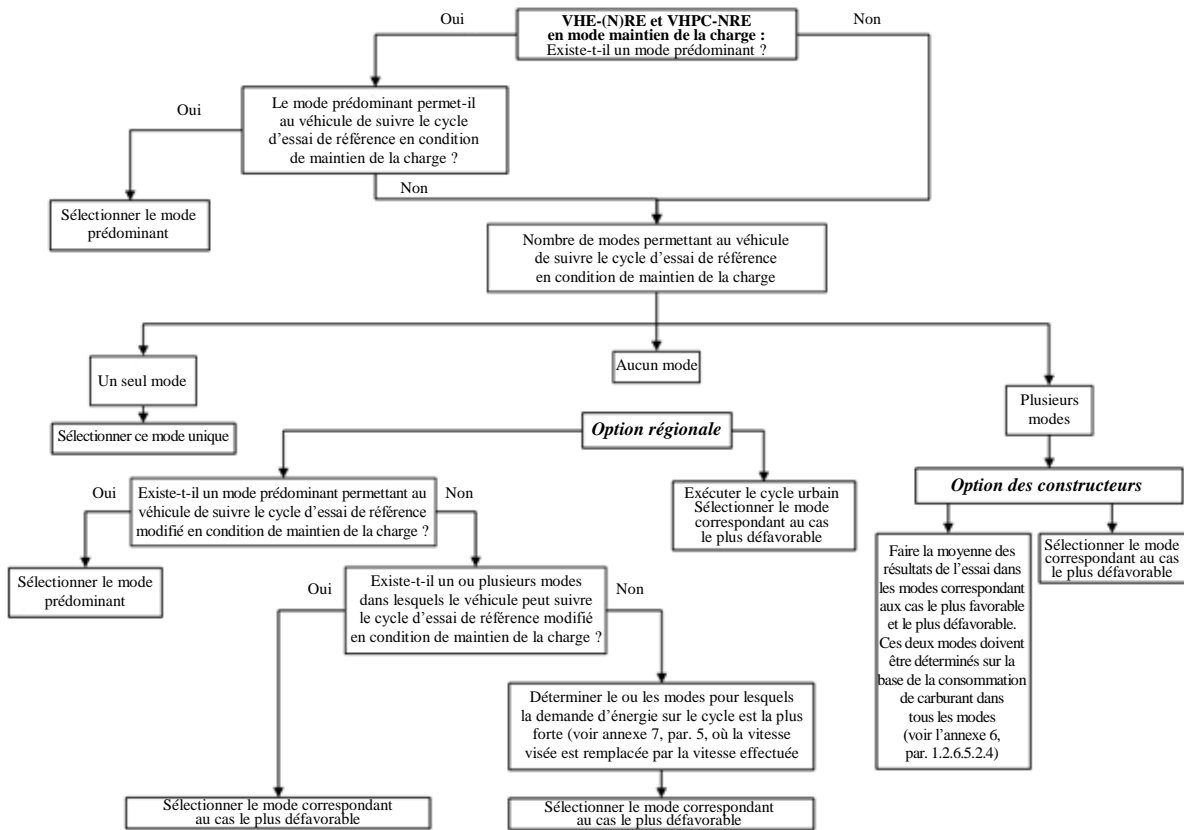 Oui
VHE-(N)RE et VHPC-NRE
en mode maintien de la charge :
Existe-t-il un mode prédominant ?
Non
Oui
Le mode prédominant permet-il
au véhicule de suivre le cycle
d’essai de référence en condition
de maintien de la charge ?
Non
Sélectionner le mode
prédominant
Nombre de modes permettant au véhicule
de suivre le cycle d’essai de référence
en condition de maintien de la charge
Un seul mode
Aucun mode
Plusieurs
modes
Sélectionner ce mode unique
Option régionale
Option des constructeurs
Oui
Existe-t-il un mode prédominant permettant au
véhicule de suivre le cycle d’essai de référence
modifié en condition de maintien de la charge ?
Non
Exécuter le cycle urbain
Sélectionner le mode
correspondant au cas
le plus défavorable
Faire la moyenne des
résultats de l’essai dans
les modes correspondant
aux cas le plus favorable
et le plus défavorable.
Ces deux modes doivent
être déterminés sur la
base de la consommation
de carburant dans
tous les modes
(voir l’annexe 6,
par. 1.2.6.5.2.4)
Sélectionner le mode
correspondant au cas
le plus défavorable
Sélectionner le mode
prédominant
Oui
Existe-t-il un ou plusieurs modes
dans lesquels le véhicule peut suivre
le cycle d’essai de référence modifié
en condition de maintien de la charge ?
Non
Déterminer le ou les modes pour lesquels
la demande d’énergie sur le cycle est la plus
forte (voir annexe 7, par. 5, où la vitesse
visée est remplacée par la vitesse effectuée
Sélectionner le mode correspondant
au cas le plus défavorable
Sélectionner le mode correspondant
au cas le plus défavorable